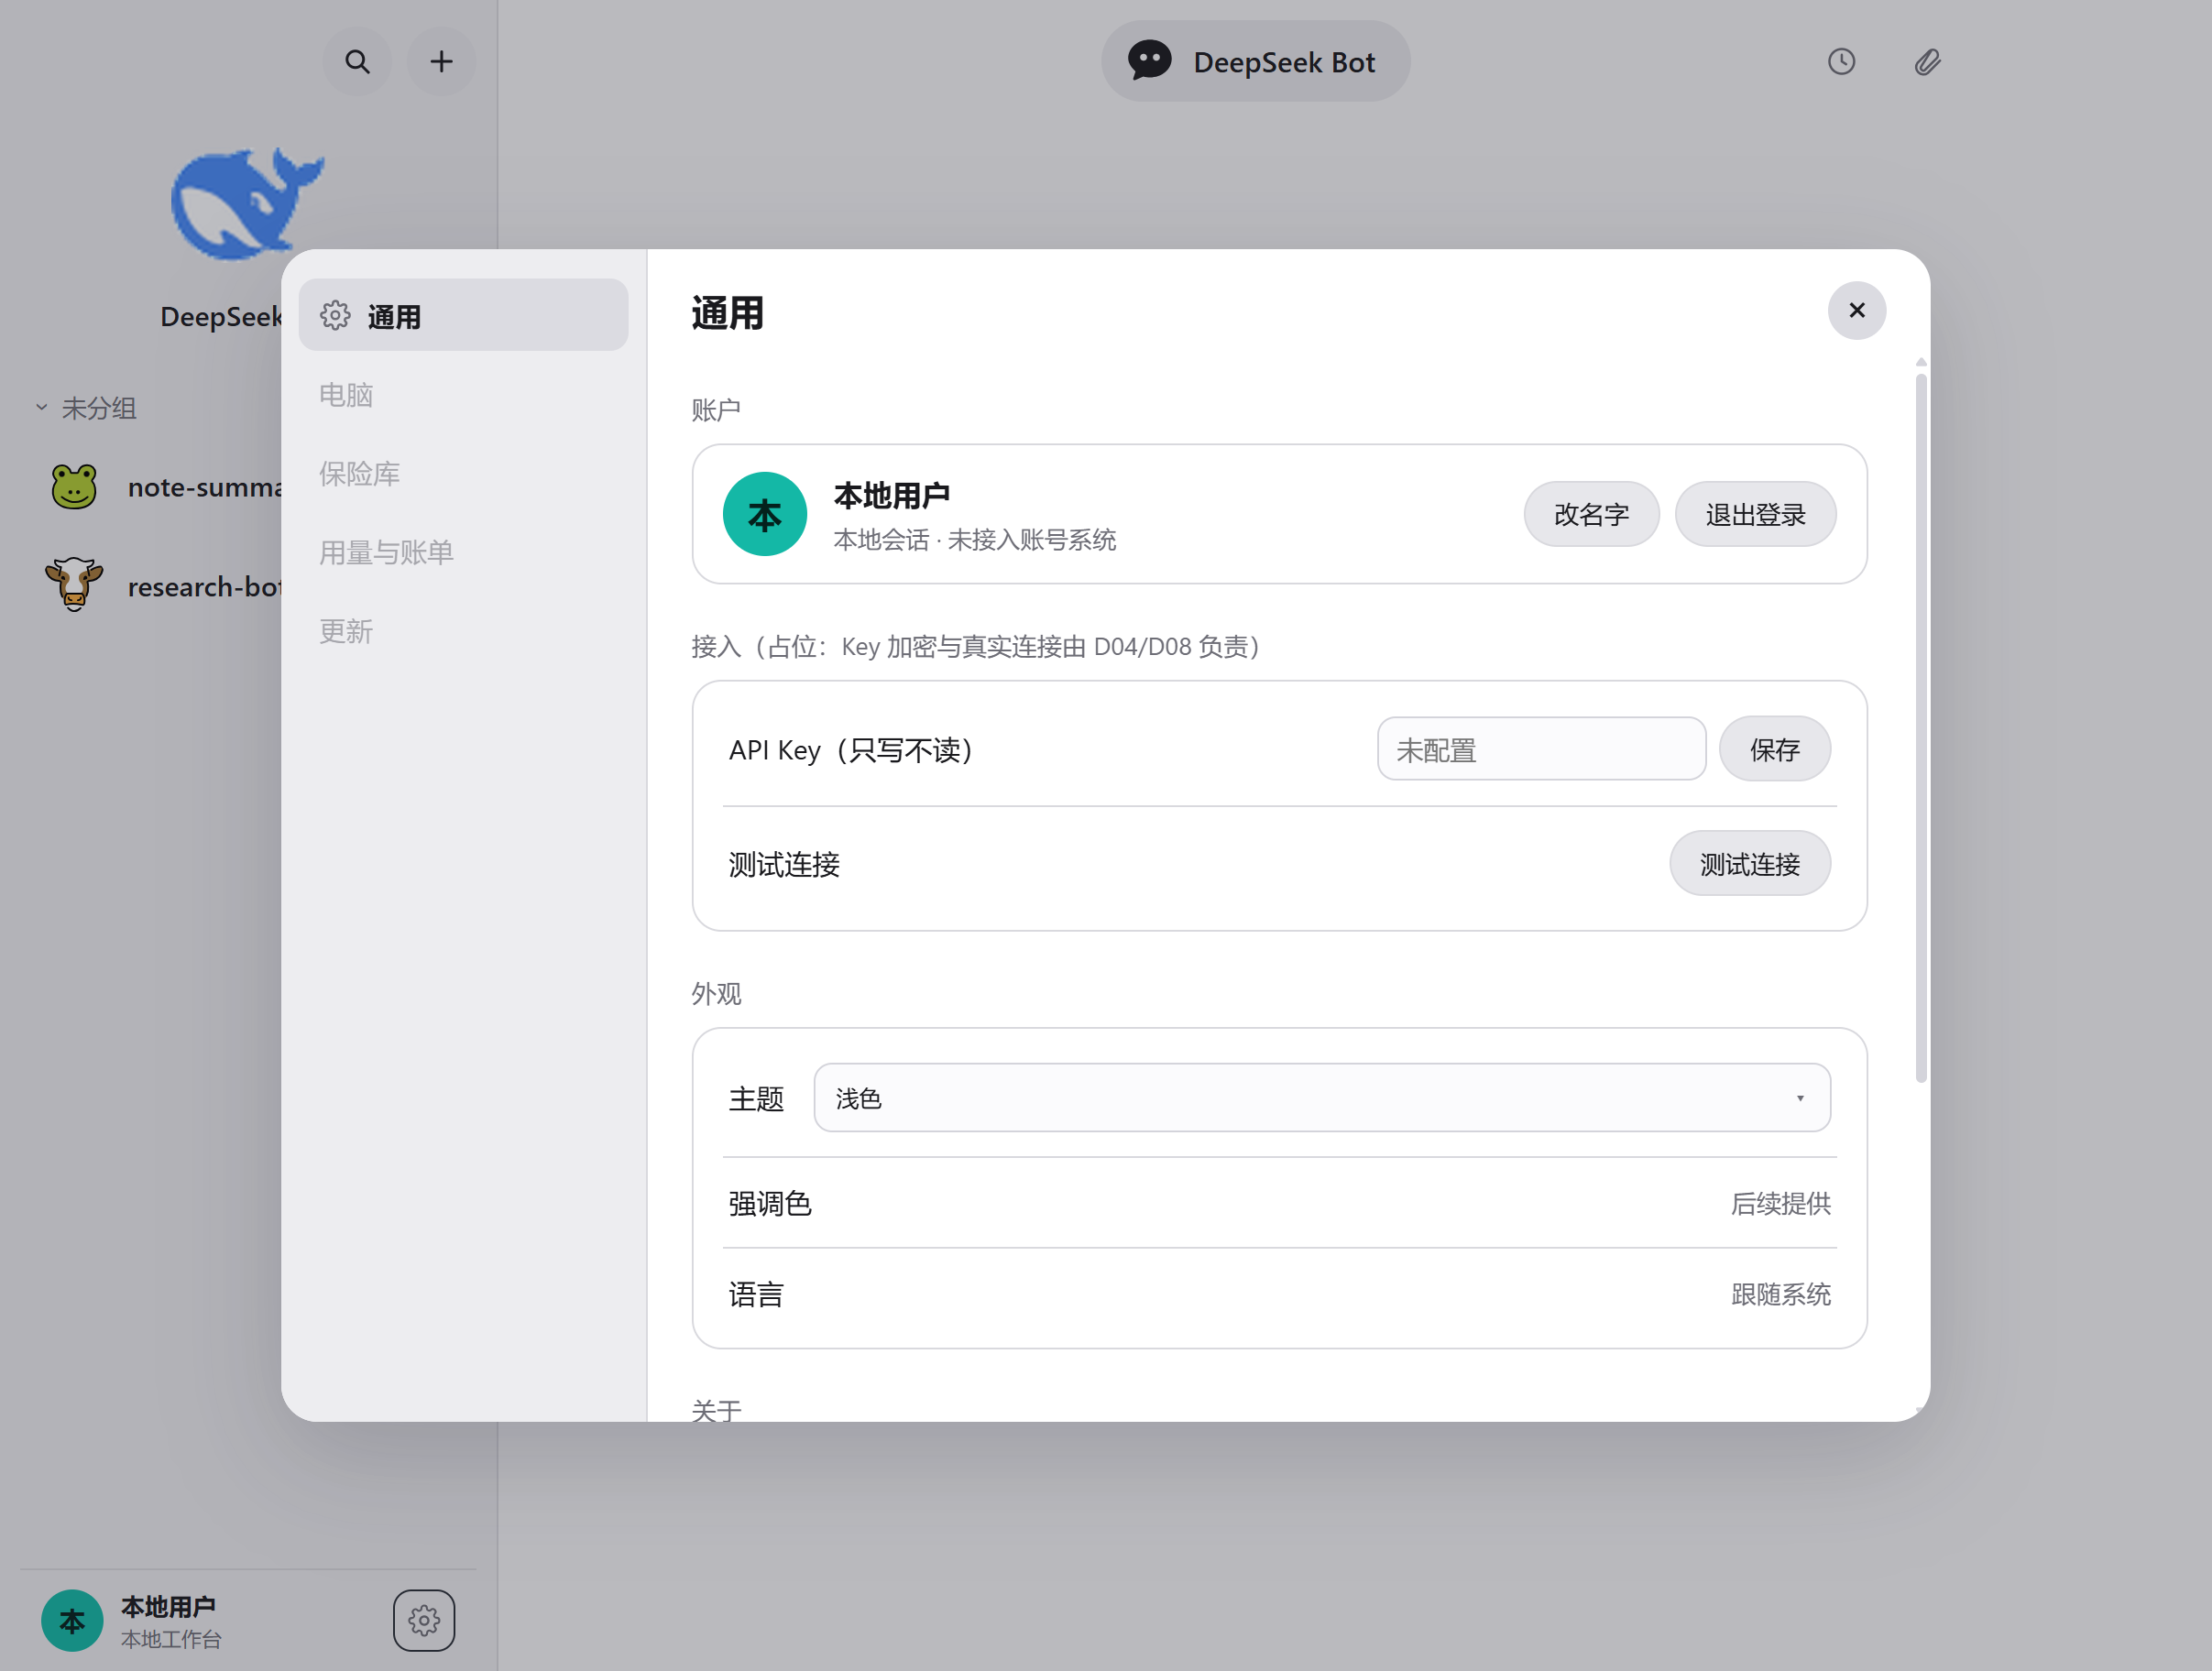 DeepSeek Bot
DeepSeek
未分组
note-summa
research-bot
通用
电脑
保险库
用量与账单
更新
通用
账户
本
本地用户
本地会话 · 未接入账号系统
改名字
退出登录
接入（占位：Key 加密与真实连接由 D04/D08 负责）
API Key（只写不读）
未配置
保存
测试连接
测试连接
外观
主题
浅色
强调色
后续提供
语言
跟随系统
关于
本
本地用户
本地工作台